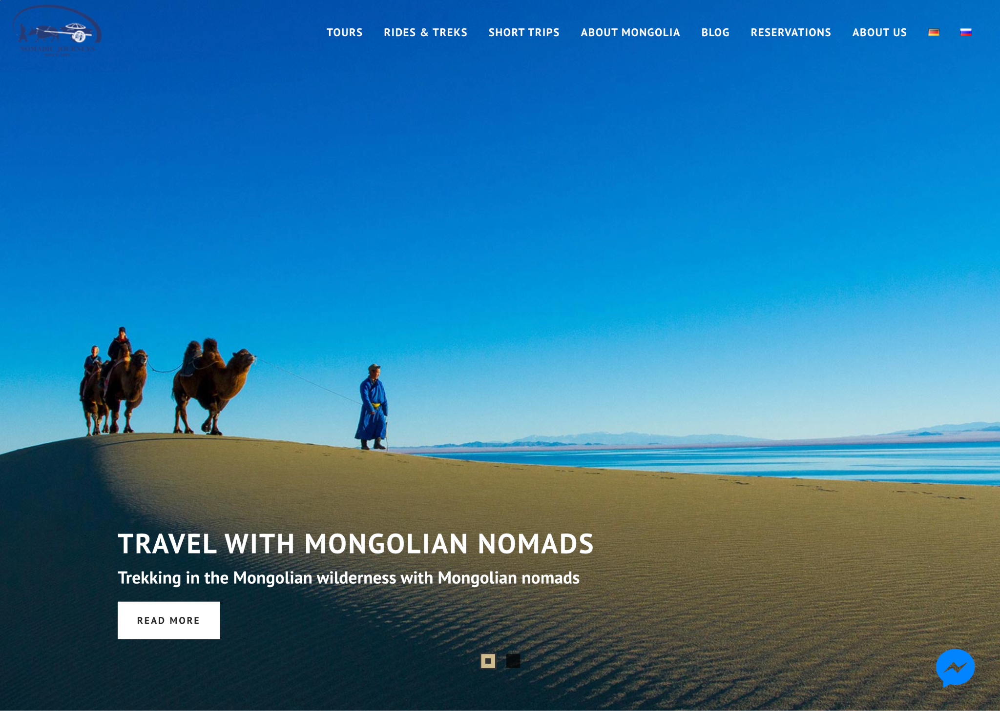 NOMADIC JOURNEYS
TOURS
RIDES & TREKS
SHORT TRIPS
ABOUT MONGOLIA
BLOG
RESERVATIONS
ABOUT US
TRAVEL WITH MONGOLIAN NOMADS
Trekking in the Mongolian wilderness with Mongolian nomads
READ MORE